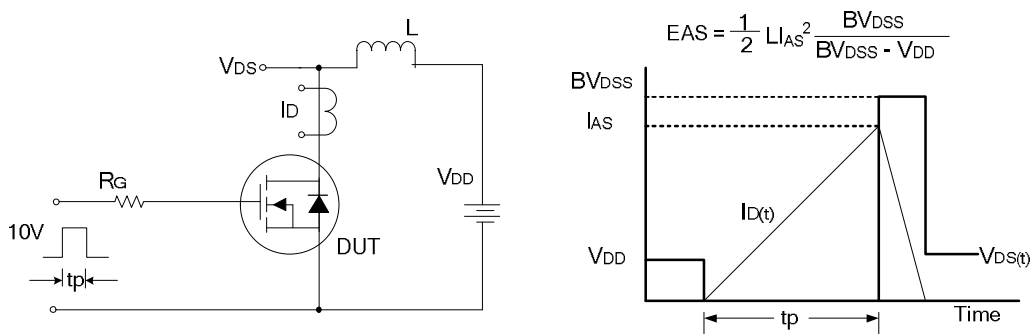 L
VDS
ID
RG
VDD
10V
DUT
tp
EAS = 1/2 LIAS² BVDSS / BVDSS - VDD
BVDSS
IAS
ID(t)
VDD
VDS(t)
tp
Time